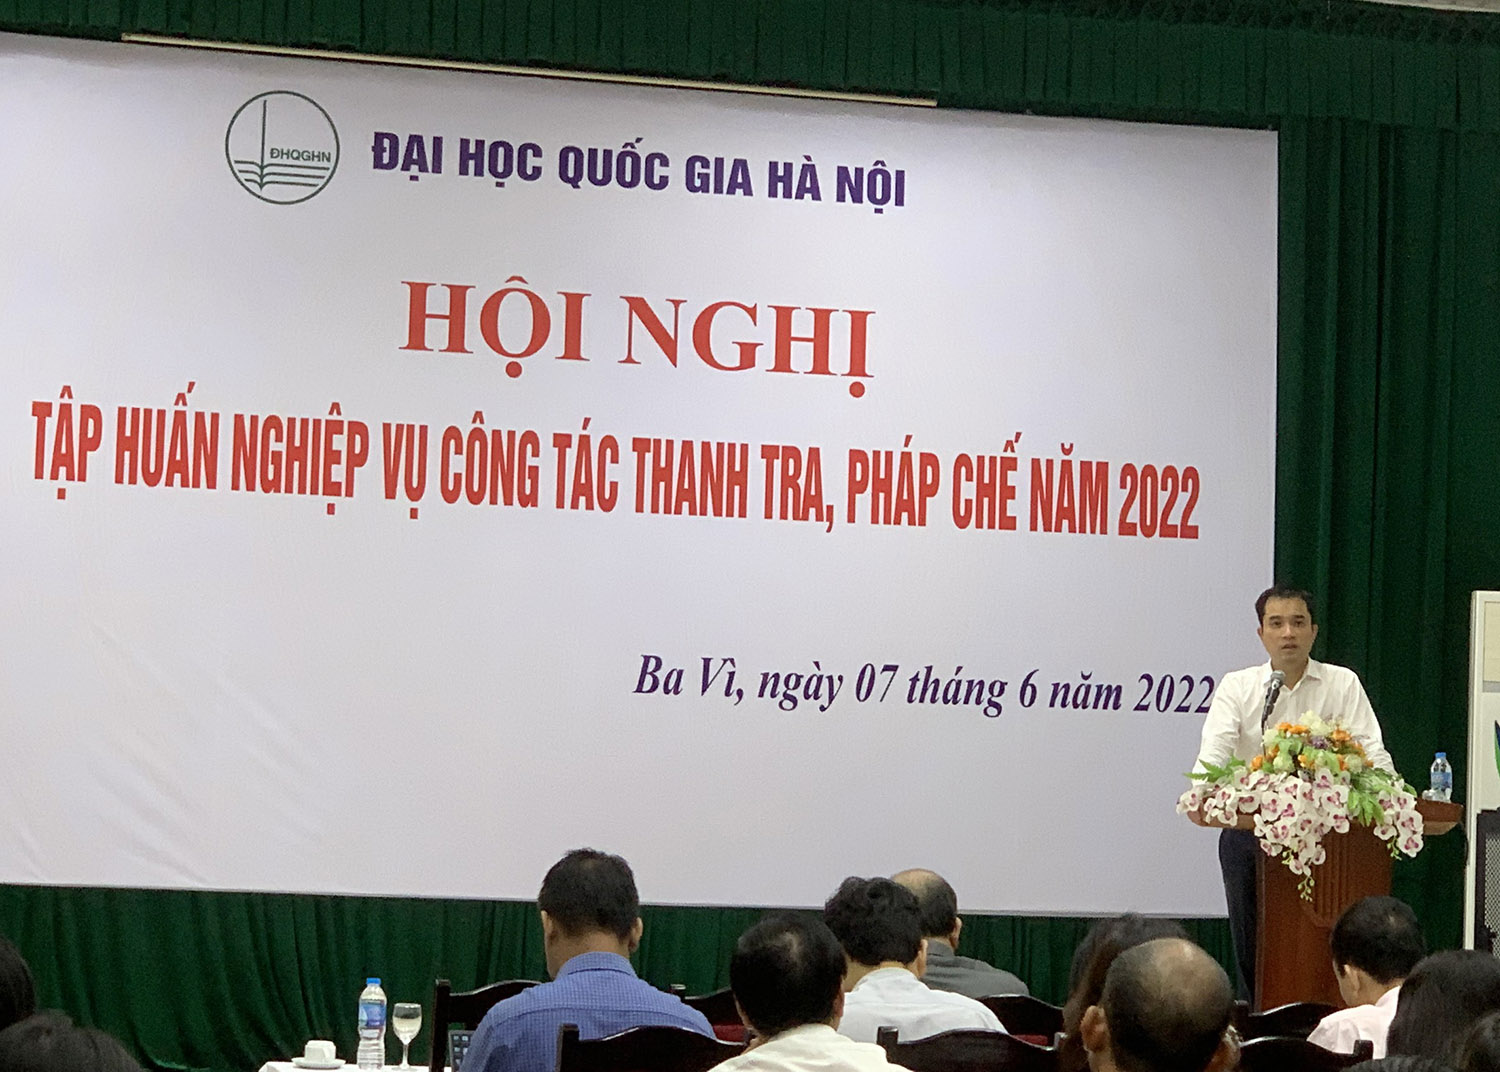 ĐHQGHN
ĐẠI HỌC QUỐC GIA HÀ NỘI
HỘI NGHỊ
TẬP HUẤN NGHIỆP VỤ CÔNG TÁC THANH TRA, PHÁP CHẾ NĂM 2022
Ba Vì, ngày 07 tháng 6 năm 2022